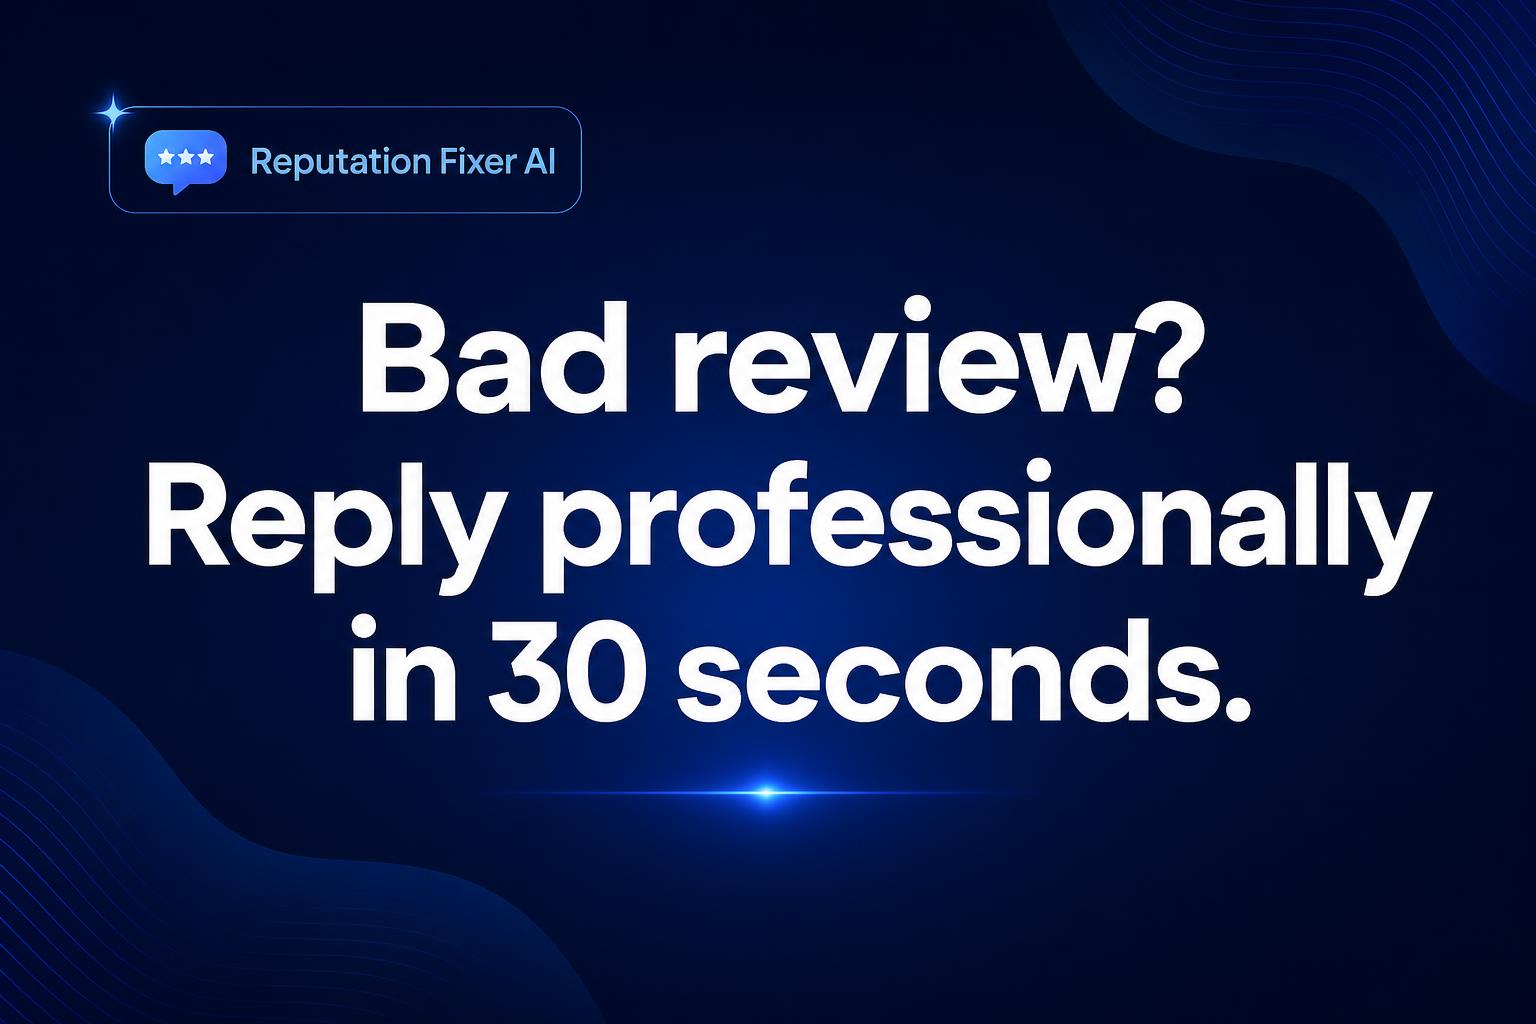 Reputation Fixer AI
Bad review?
Reply professionally
in 30 seconds.